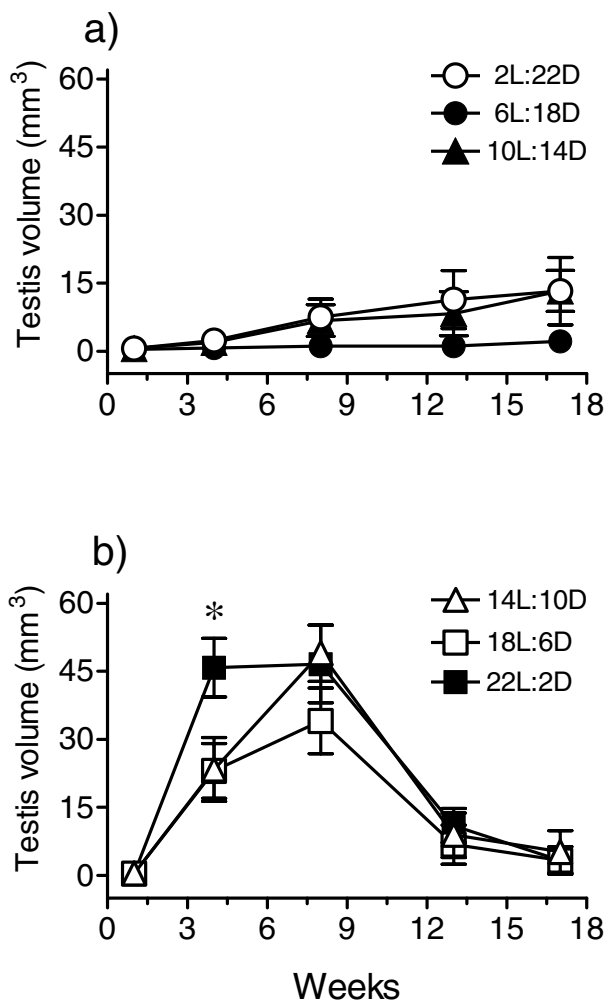 a)
Testis volume (mm³)
60
45
30
15
0
2L:22D
6L:18D
10L:14D
0 3 6 9 12 15 18
b)
Testis volume (mm³)
60
45
30
15
0
*
14L:10D
18L:6D
22L:2D
0 3 6 9 12 15 18
Weeks